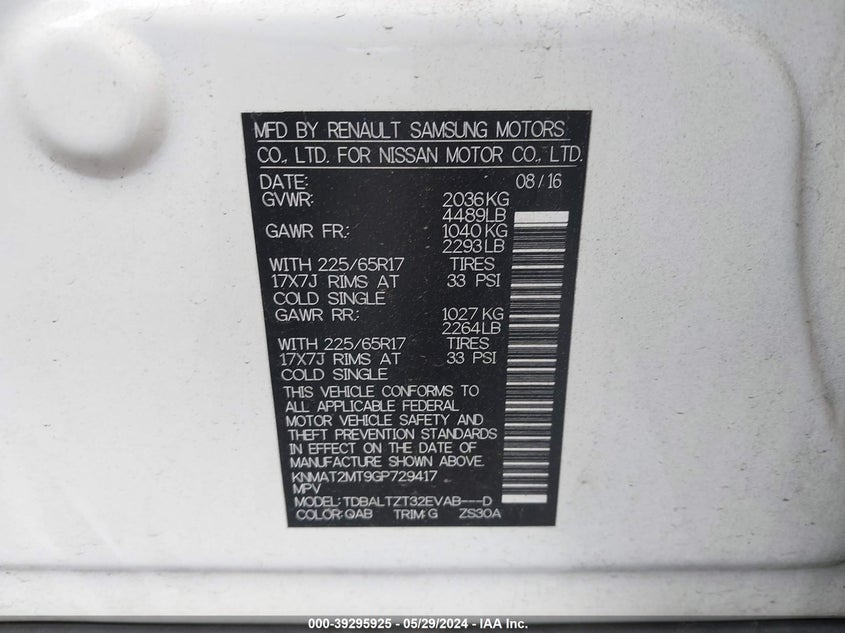 MFD BY RENAULT SAMSUNG MOTORS
CO., LTD. FOR NISSAN MOTOR CO., LTD.
DATE: 08/16
GVWR: 2036KG
4489LB
GAWR FR: 1040KG
2293LB
WITH 225/65R17 TIRES
17X7J RIMS AT 33 PSI
COLD SINGLE
GAWR RR: 1027KG
2264LB
WITH 225/65R17 TIRES
17X7J RIMS AT 33 PSI
COLD SINGLE
THIS VEHICLE CONFORMS TO
ALL APPLICABLE FEDERAL
MOTOR VEHICLE SAFETY AND
THEFT PREVENTION STANDARDS
IN EFFECT ON THE DATE OF
MANUFACTURE SHOWN ABOVE.
KNMAT2MT9GP729417
MPV
MODEL: TDBALTZT32EVAB---D
COLOR: QAB TRIM: G ZS30A
000-39295925 - 05/29/2024 - IAA Inc.